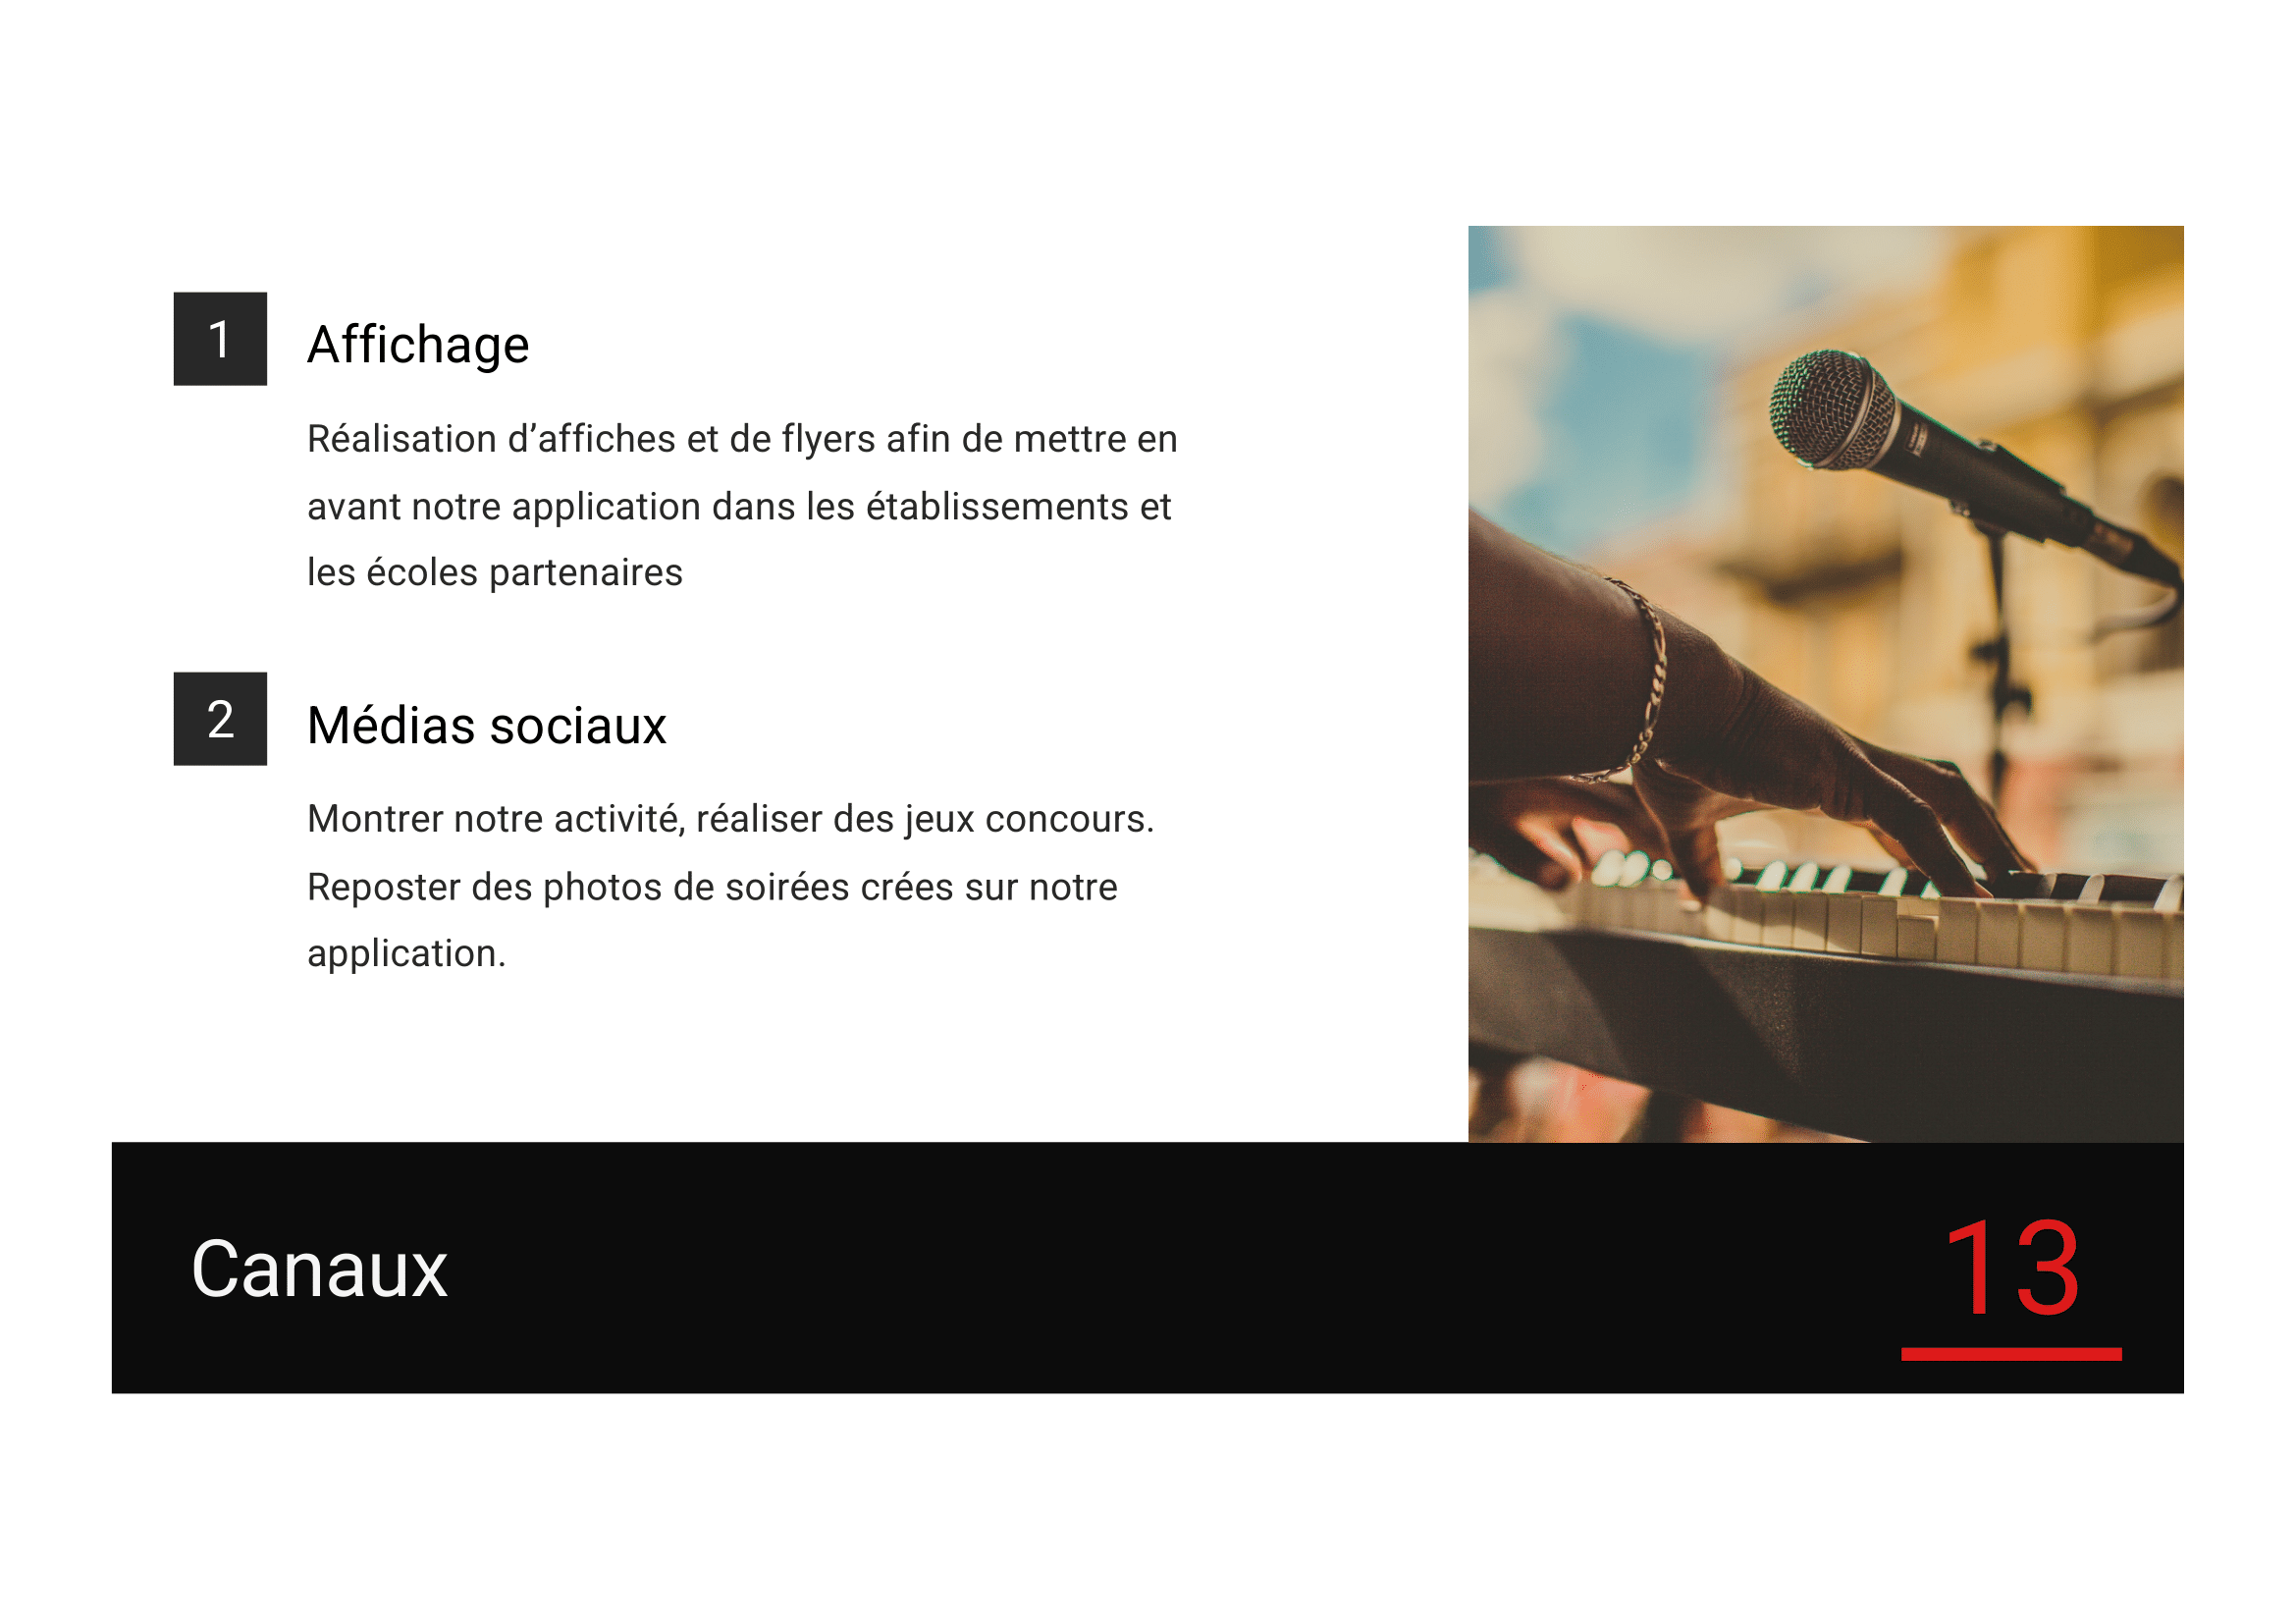 1
Affichage
Réalisation d’affiches et de flyers afin de mettre en
avant notre application dans les établissements et
les écoles partenaires
2
Médias sociaux
Montrer notre activité, réaliser des jeux concours.
Reposter des photos de soirées crées sur notre
application.
Canaux
13